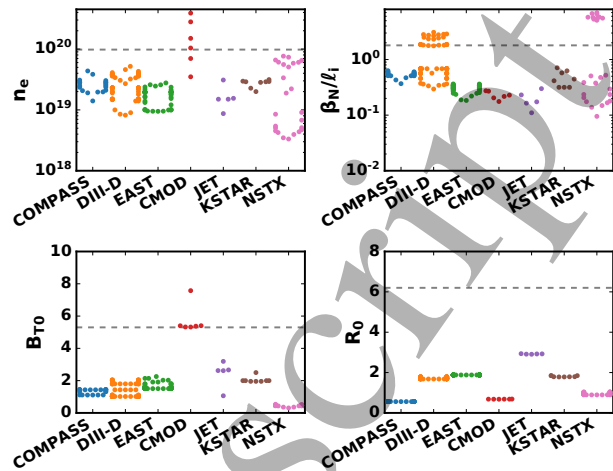 n_e
10^20
10^19
10^18
COMPASS
DIII-D
EAST
CMOD
JET
KSTAR
NSTX
β_N/ℓ_i
10^0
10^-1
10^-2
COMPASS
DIII-D
EAST
CMOD
JET
KSTAR
NSTX
B_T0
10
8
6
4
2
0
COMPASS
DIII-D
EAST
CMOD
JET
KSTAR
NSTX
R_0
8
6
4
2
0
COMPASS
DIII-D
EAST
CMOD
JET
KSTAR
NSTX
script